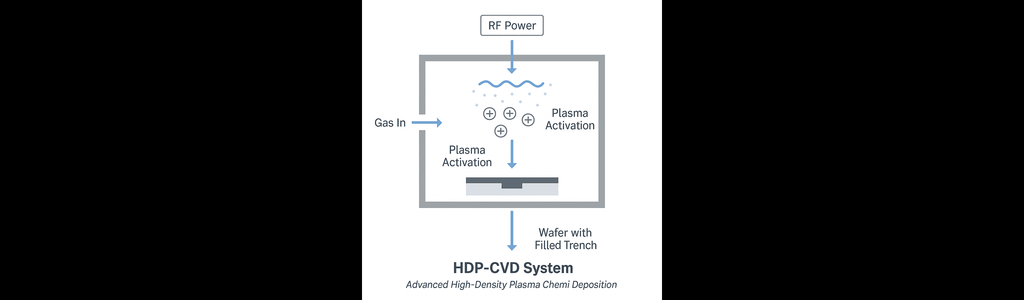 RF Power
Gas In
Plasma
Activation
Plasma
Activation
Wafer with
Filled Trench
HDP-CVD System
Advanced High-Density Plasma Chemi Deposition